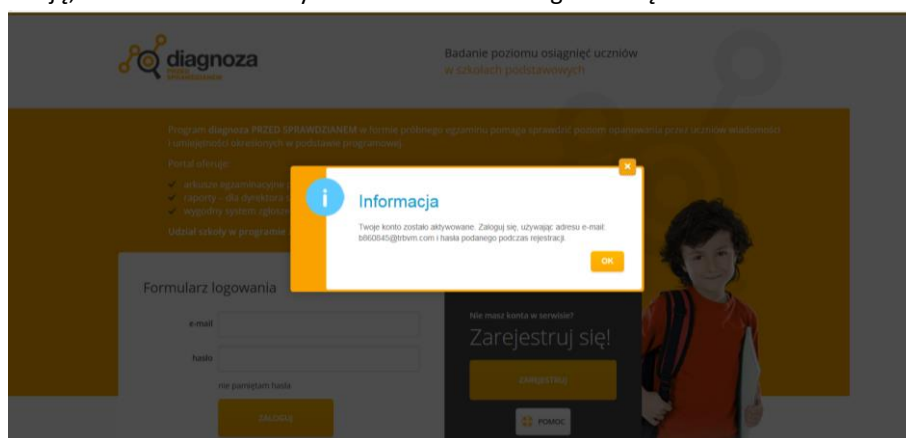 diagnoza
PRZED
SPRAWDZIANEM
Badanie poziomu osiągnięć uczniów
w szkołach podstawowych
Program diagnoza PRZED SPRAWDZIANEM w formie próbnego egzaminu pomaga sprawdzić poziom opanowania przez uczniów wiadomości
i umiejętności określonych w podstawie programowej.
Portal oferuje:
arkusze egzaminacyjne
raporty - dla dyrektora
wygodny system
Udział szkoły w programie
Informacja
Twoje konto zostało aktywowane. Zaloguj się, używając adresu e-mail:
b860645@trbvm.com i hasła podanego podczas rejestracji.
OK
Formularz logowania
e-mail
hasło
nie pamiętam hasła
ZALOGUJ
Nie masz konta w serwisie?
Zarejestruj się!
ZAREJESTRUJ
POMOC